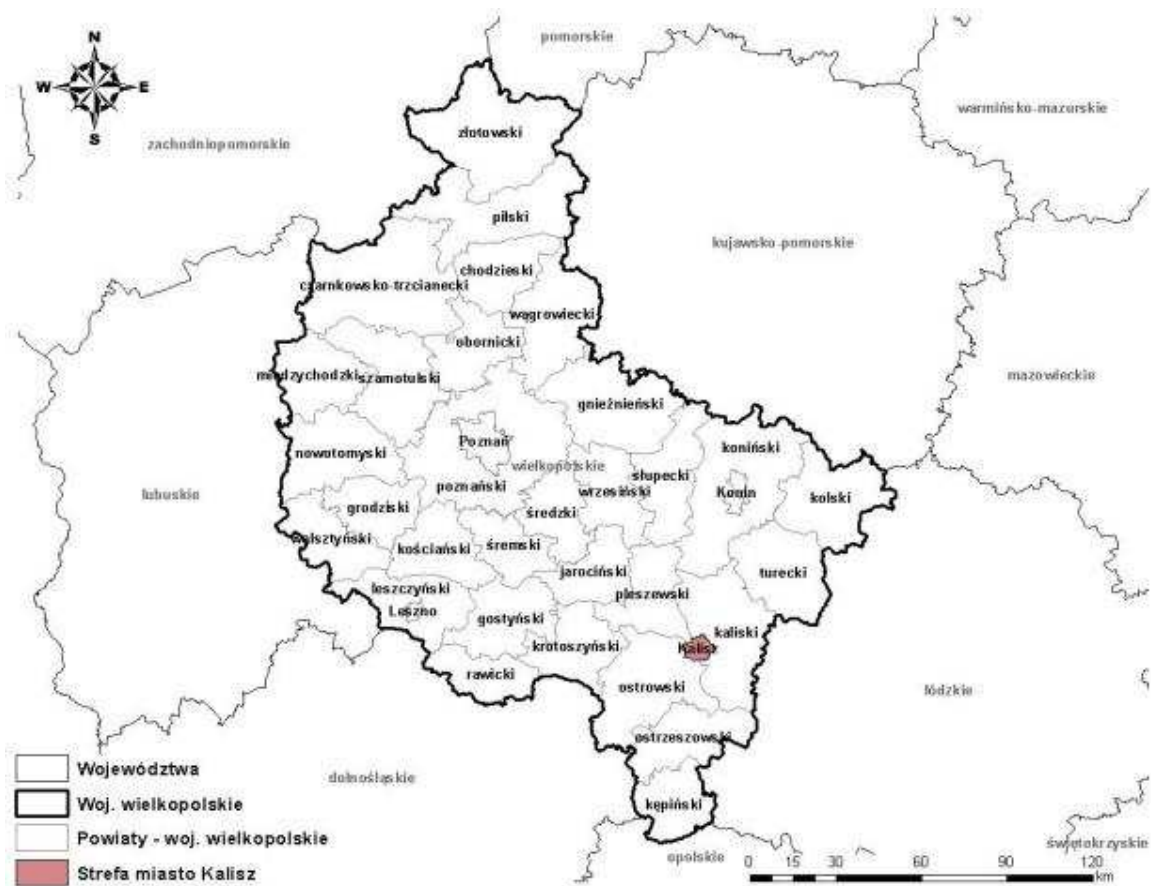 pomorskie
N
W E
S
warmińsko-mazurskie
złotowski
zachodniopomorskie
pilski
kujawsko-pomorskie
chodzieski
czarnkowsko-trzcianecki
wągrowiecki
obornicki
międzychodzki
szamotulski
mazowieckie
gnieźnieński
Poznań
koniński
nowotomyski
wielkopolskie
słupecki
lubuskie
poznański
wrzesiński
Konin
kolski
grodziski
średzki
wolsztyński
kościański
śremski
jarociński
turecki
leszczyński
pleszewski
Leszno
gostyński
kaliski
krotoszyński
Kalisz
rawicki
ostrowski
łódzkie
ostrzeszowski
dolnośląskie
kępiński
Województwa
Woj. wielkopolskie
Powiaty - woj. wielkopolskie
Strefa miasto Kalisz
opolskie
świętokrzyskie
0 15 30 60 90 120
km